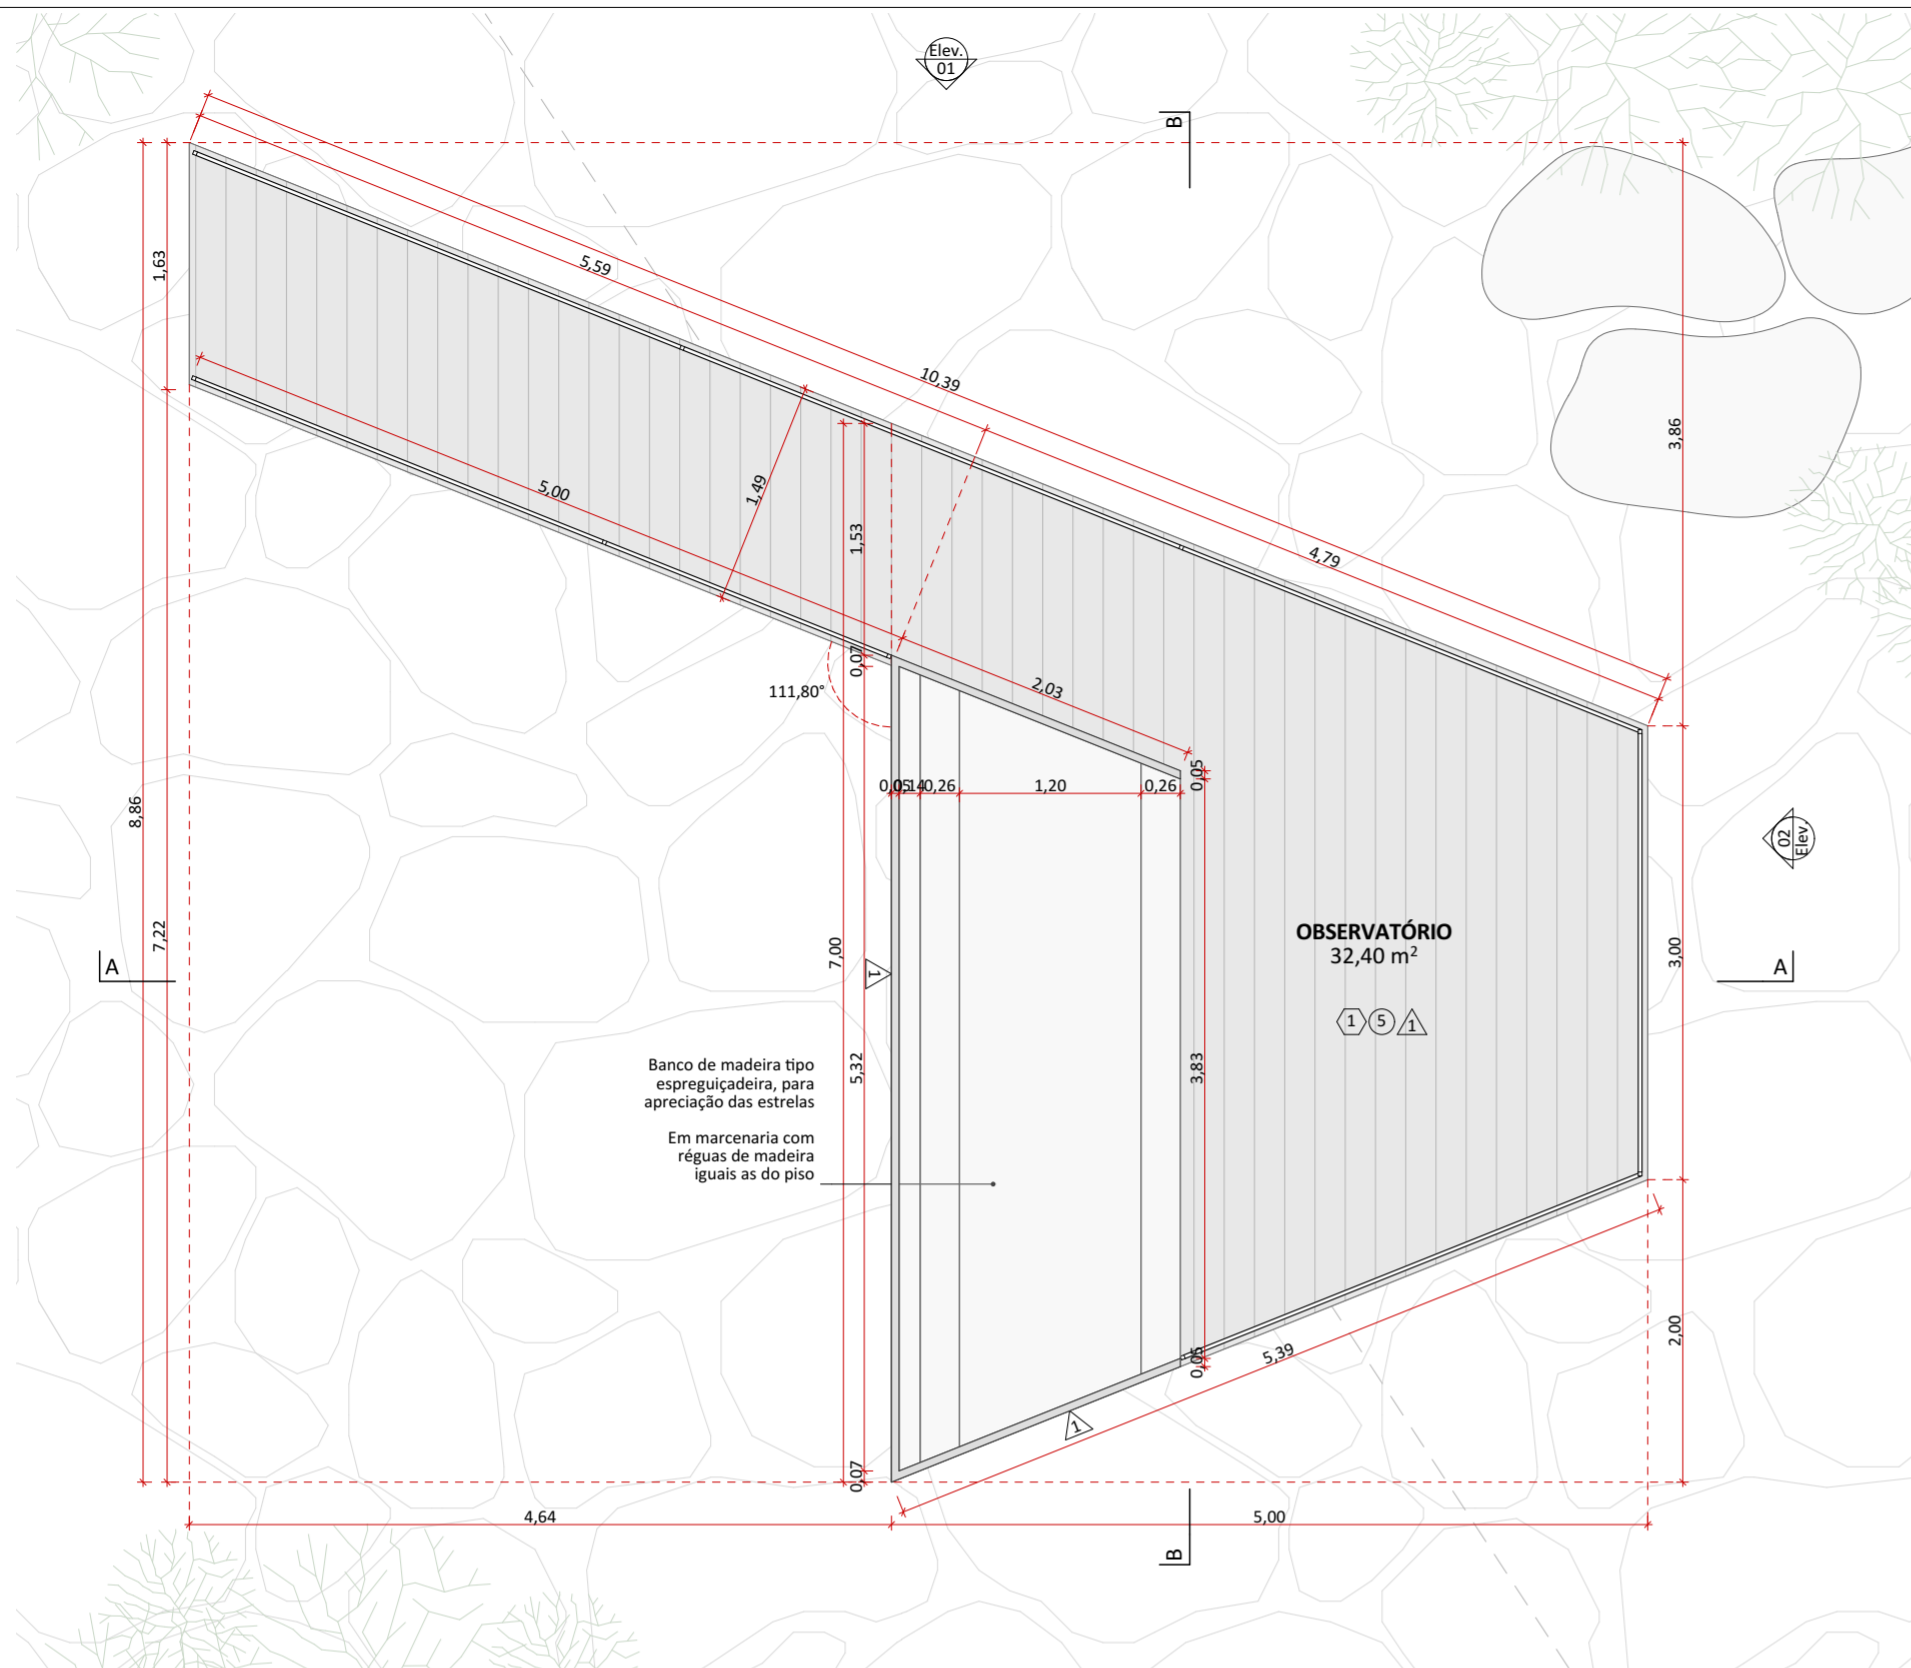 Elev.
01
B
5,59
1,63
10,39
3,86
5,00
1,49
1,53
4,79
0,07
111,80°
2,03
0,05
0,05
0,14
0,26
1,20
0,26
8,86
02
Elev.
OBSERVATÓRIO
32,40 m²
7,22
7,00
3,00
A
A
1
1
5
1
Banco de madeira tipo
espreguiçadeira, para
apreciação das estrelas
5,32
3,83
Em marcenaria com
réguas de madeira
iguais as do piso
2,00
0,05
5,39
1
0,07
4,64
5,00
B